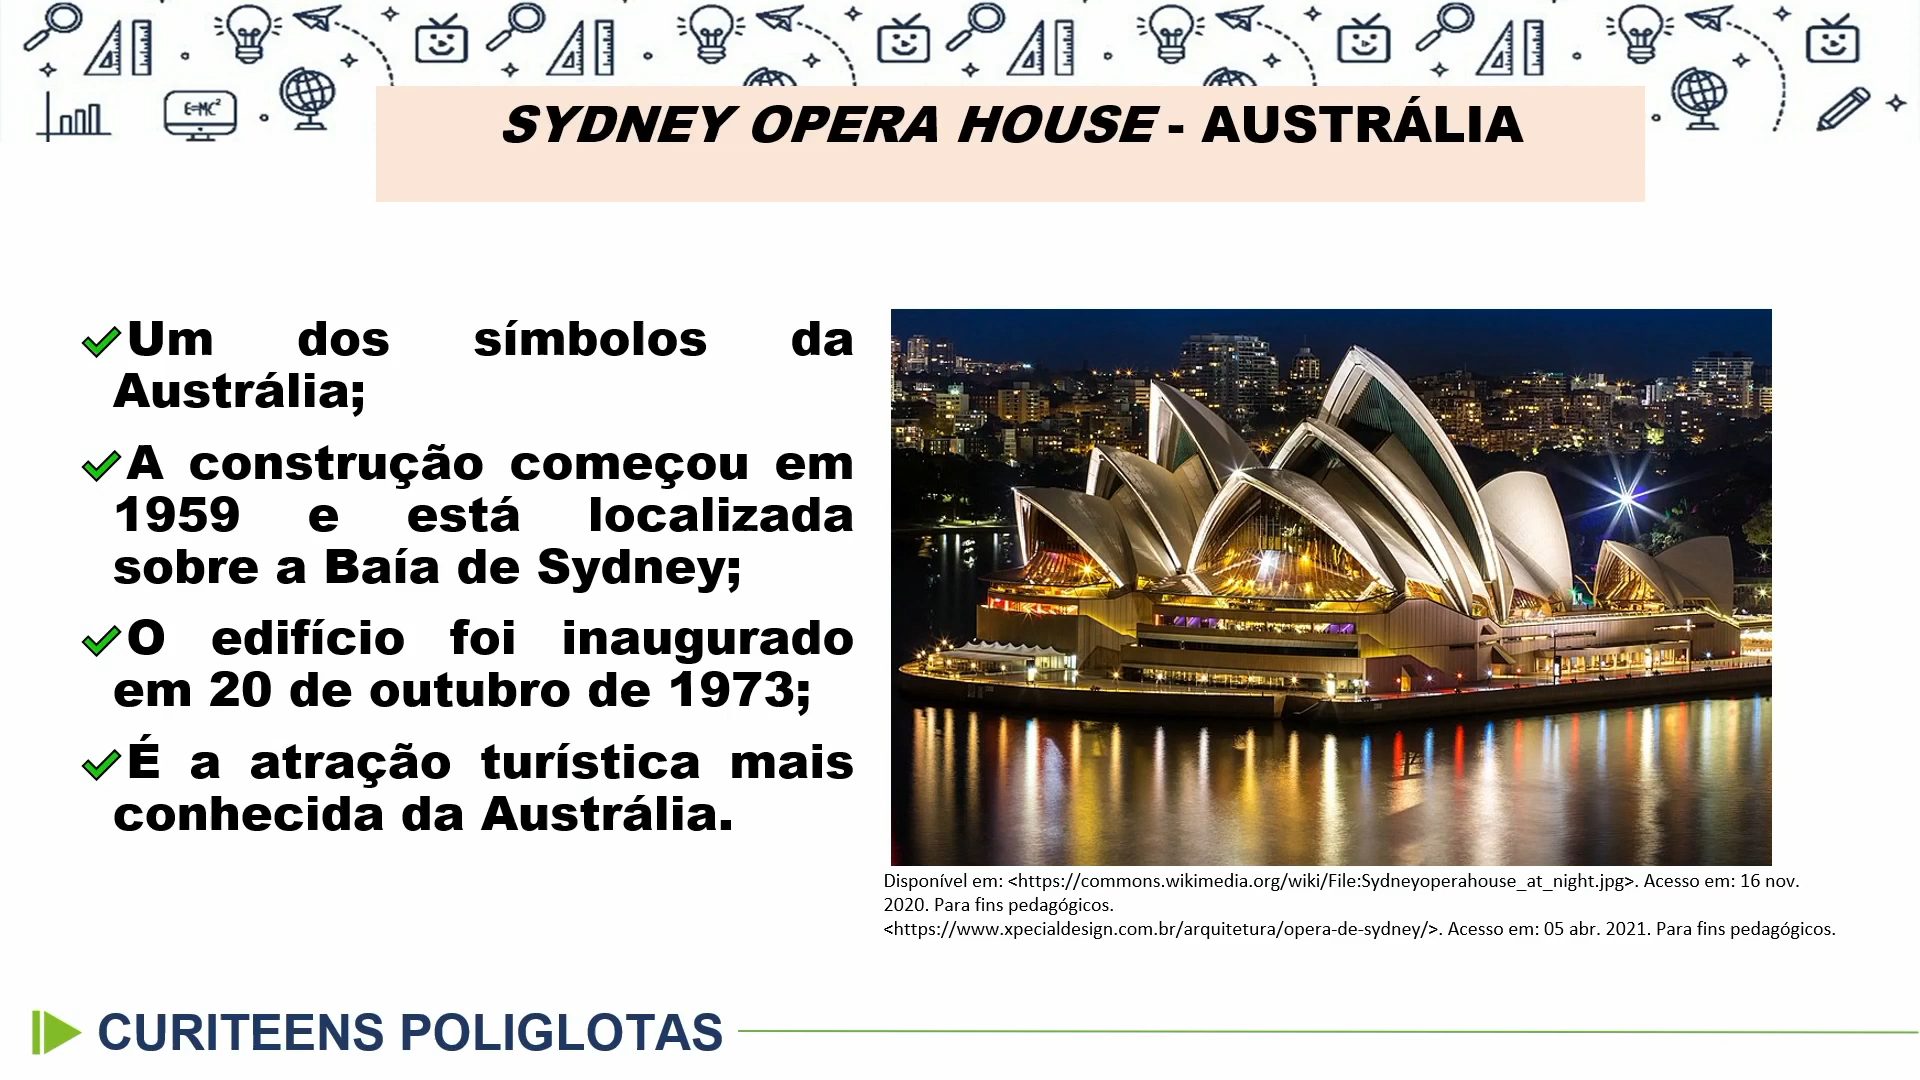 E=MC²
SYDNEY OPERA HOUSE - AUSTRÁLIA
Um dos símbolos da
Austrália;
A construção começou em
1959 e está localizada
sobre a Baía de Sydney;
O edifício foi inaugurado
em 20 de outubro de 1973;
É a atração turística mais
conhecida da Austrália.
Disponível em: <https://commons.wikimedia.org/wiki/File:Sydneyoperahouse_at_night.jpg>. Acesso em: 16 nov.
2020. Para fins pedagógicos.
<https://www.xpecialdesign.com.br/arquitetura/opera-de-sydney/>. Acesso em: 05 abr. 2021. Para fins pedagógicos.
CURITEENS POLIGLOTAS